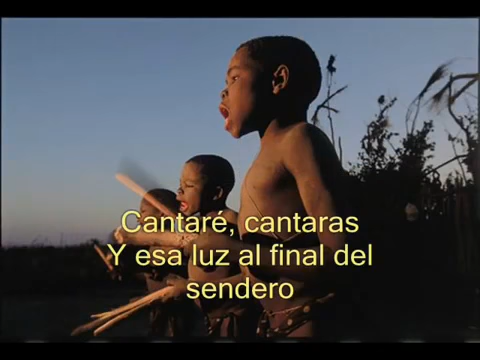 Cantaré, cantaras
Y esa luz al final del
sendero